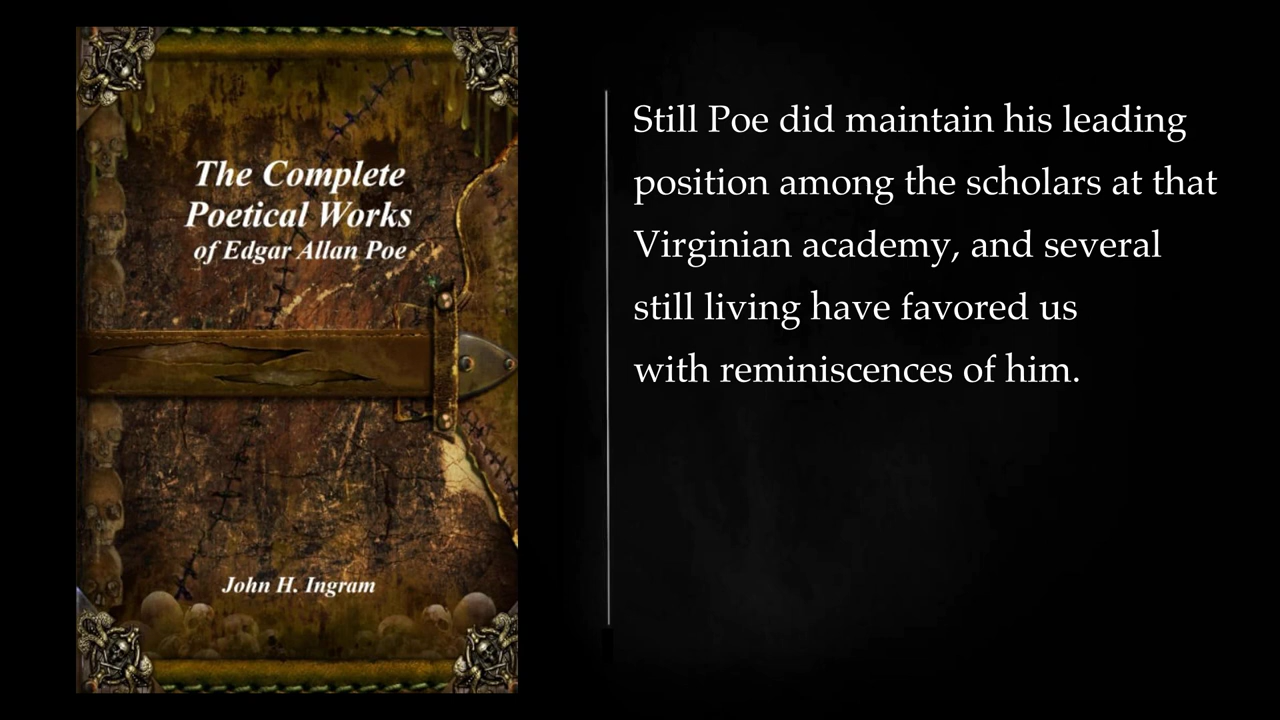 The Complete
Poetical Works
of Edgar Allan Poe
John H. Ingram
Still Poe did maintain his leading
position among the scholars at that
Virginian academy, and several
still living have favored us
with reminiscences of him.